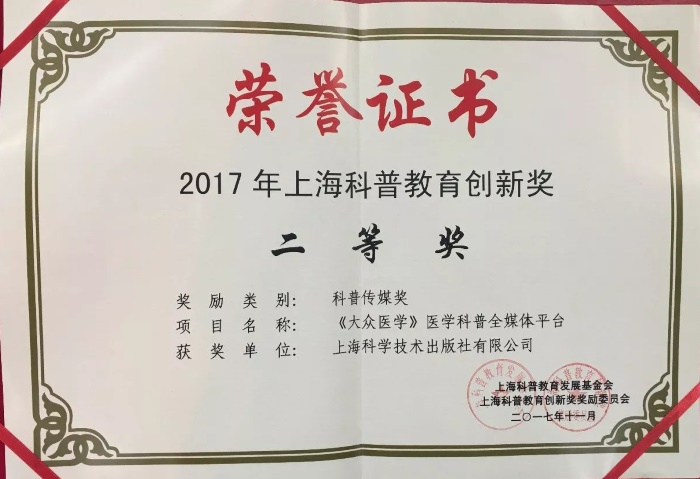 荣誉证书
2017年上海科普教育创新奖
二等奖
奖励类别：科普传媒奖
项目名称：《大众医学》医学科普全媒体平台
获奖单位：上海科学技术出版社有限公司
上海科普教育发展基金会
上海科普教育创新奖奖励委员会
二〇一七年十一月